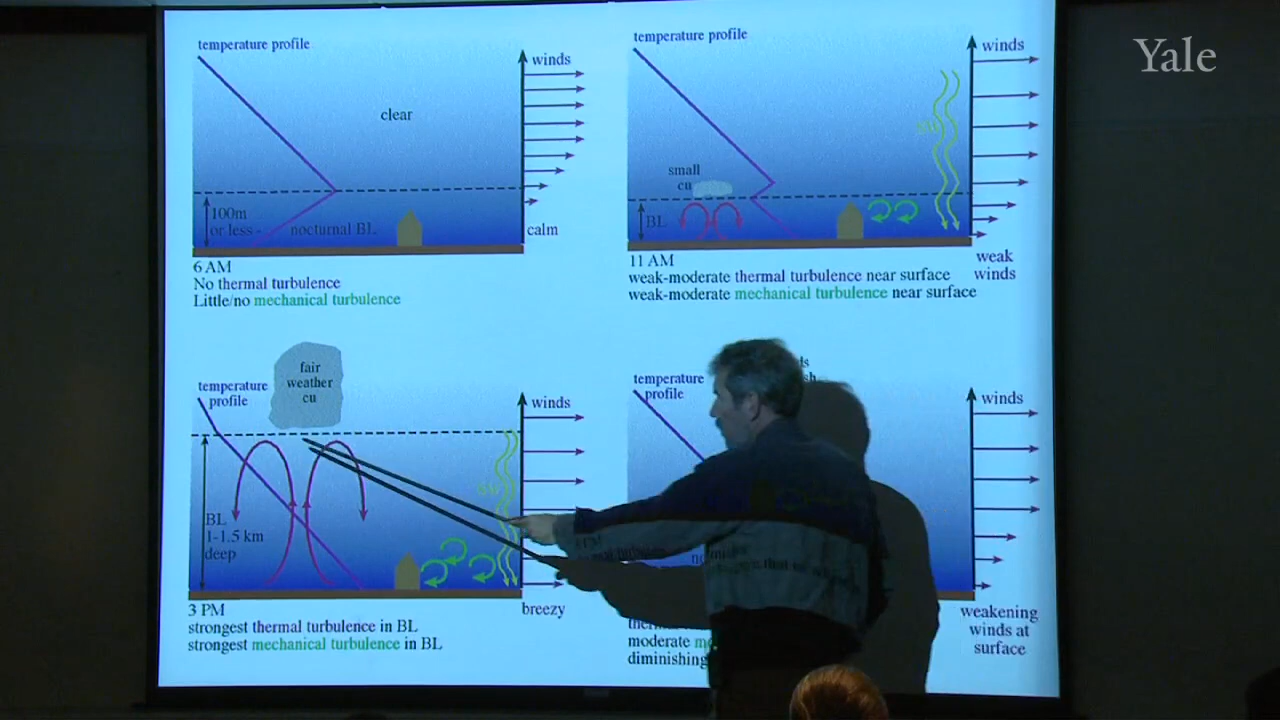 Yale
temperature profile
winds
clear
100m
or less -
nocturnal BL
calm
6 AM
No thermal turbulence
Little/no mechanical turbulence
temperature profile
winds
small
cu
BL
weak
winds
11 AM
weak-moderate thermal turbulence near surface
weak-moderate mechanical turbulence near surface
temperature
profile
fair
weather
cu
winds
BL
1-1.5 km
deep
breezy
3 PM
strongest thermal turbulence in BL
strongest mechanical turbulence in BL
temperature
profile
winds
weakening
winds at
surface
moderate
diminishing